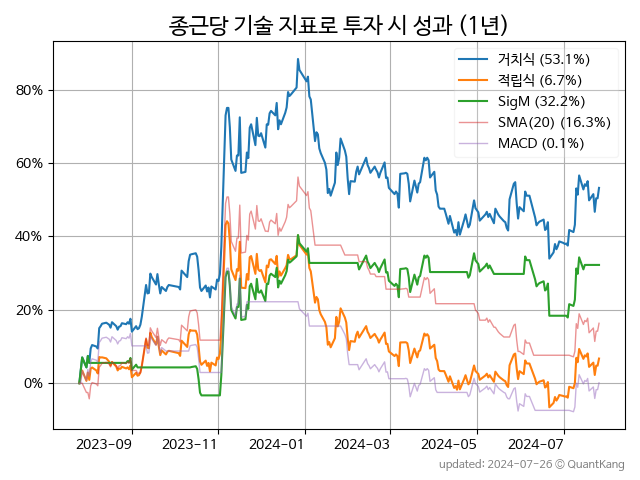 종근당 기술 지표로 투자 시 성과 (1년)
거치식 (53.1%)
적립식 (6.7%)
SigM (32.2%)
SMA(20) (16.3%)
MACD (0.1%)
80%
60%
40%
20%
0%
2023-09 2023-11 2024-01 2024-03 2024-05 2024-07
updated: 2024-07-26 © QuantKang